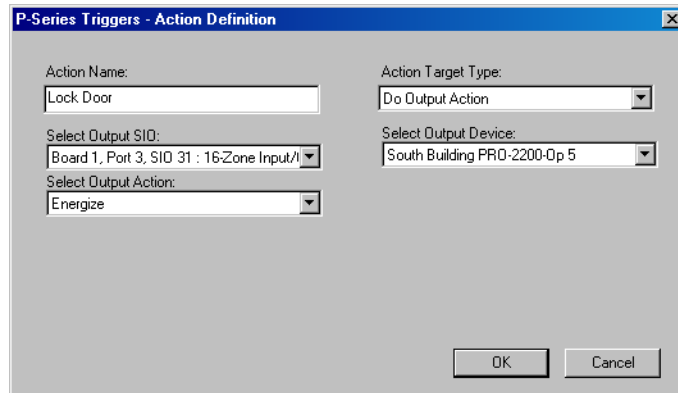 P-Series Triggers - Action Definition
Action Name:
Lock Door
Action Target Type:
Do Output Action
Select Output SIO:
Board 1, Port 3, SIO 31 : 16-Zone Input/
Select Output Device:
South Building PRO-2200-Op 5
Select Output Action:
Energize
OK
Cancel